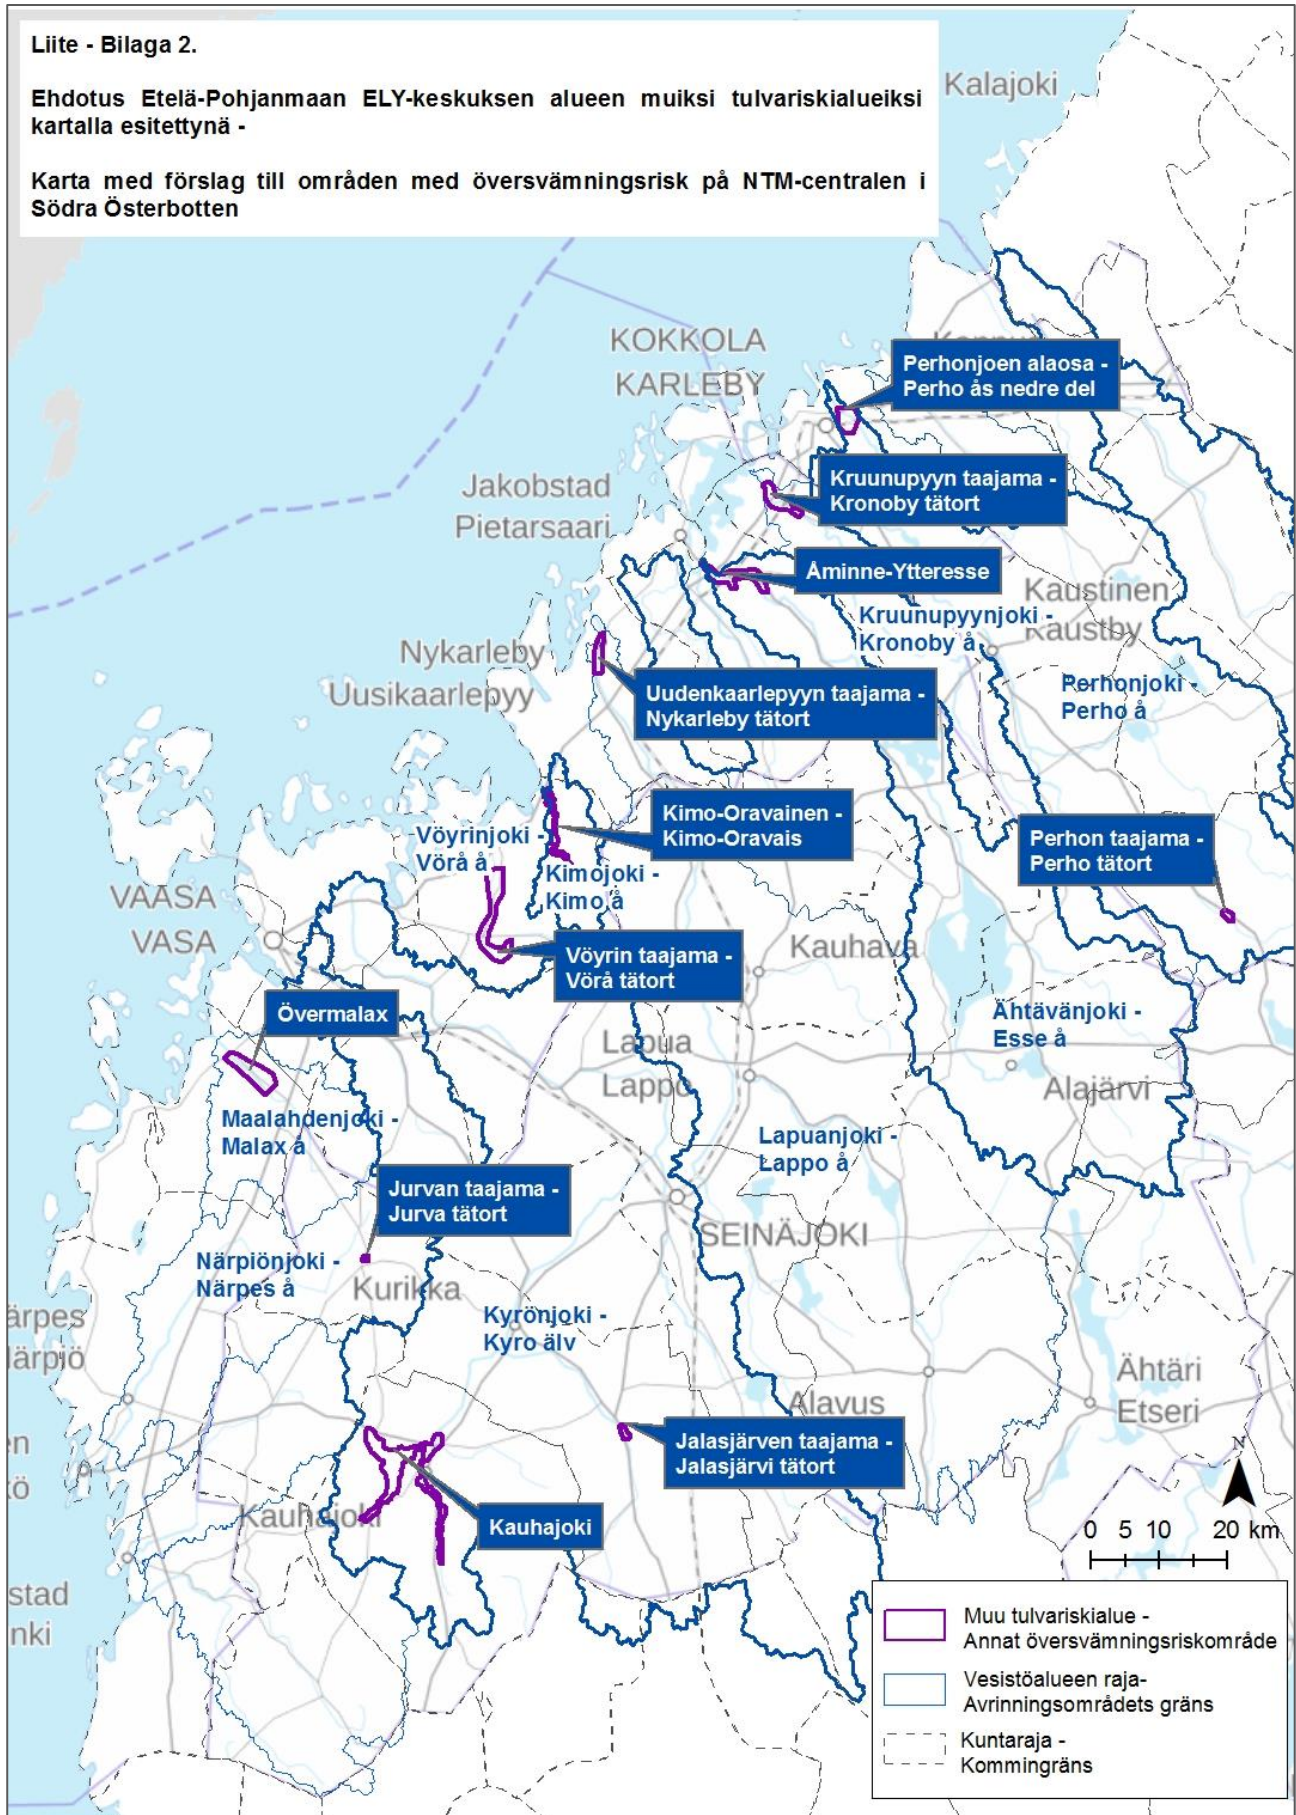 Liite - Bilaga 2.
Ehdotus Etelä-Pohjanmaan ELY-keskuksen alueen muiksi tulvariskialueiksi
kartalla esitettynä -
Karta med förslag till områden med översvämningsrisk på NTM-centralen i
Södra Österbotten
Kalajoki
KOKKOLA
KARLEBY
Perhonjoen alaosa -
Perho ås nedre del
Kruunupyyn taajama -
Kronoby tätort
Jakobstad
Pietarsaari
Åminne-Ytteresse
Kaustinen
Kaustby
Kruunupyynjoki -
Kronoby å
Nykarleby
Uusikaarlepyy
Uudenkaarlepyyn taajama -
Nykarleby tätort
Perhonjoki -
Perho å
Kimo-Oravainen -
Kimo-Oravais
Vöyrinjoki -
Vörå å
Kimojoki -
Kimo å
Perhon taajama -
Perho tätort
VAASA
VASA
Vöyrin taajama -
Vörå tätort
Kauhava
Övermalax
Ähtävänjoki -
Esse å
Lapua
Lappo
Alajärvi
Maalahdenjoki -
Malax å
Lapuanjoki -
Lappo å
Jurvan taajama -
Jurva tätort
SEINÄJOKI
Närpiönjoki -
Närpes å
Kurikka
Kyrönjoki -
Kyro älv
ärpes
lärpiö
Ähtäri
Etseri
Alavus
Jalasjärven taajama -
Jalasjärvi tätort
en
Kauhajoki
Kauhajoki
N
0 5 10 20 km
stad
nki
Muu tulvariskialue -
Annat översvämningsriskområde
Vesistöalueen raja-
Avrinningsområdets gräns
Kuntaraja -
Kommingräns